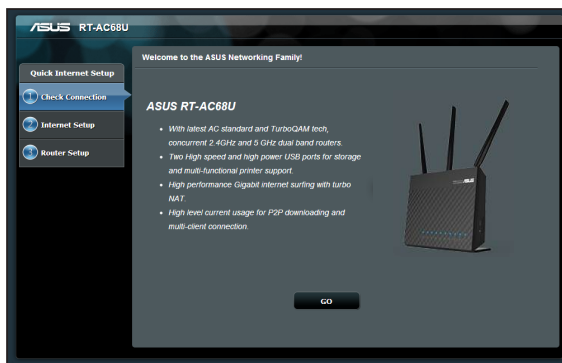 ASUS RT-AC68U
Welcome to the ASUS Networking Family!
Quick Internet Setup
1 Check Connection
2 Internet Setup
3 Router Setup
ASUS RT-AC68U
• With latest AC standard and TurboQAM tech,
concurrent 2.4GHz and 5 GHz dual band routers.
• Two High speed and high power USB ports for storage
and multi-functional printer support.
• High performance Gigabit internet surfing with turbo
NAT.
• High level current usage for P2P downloading and
multi-client connection.
GO